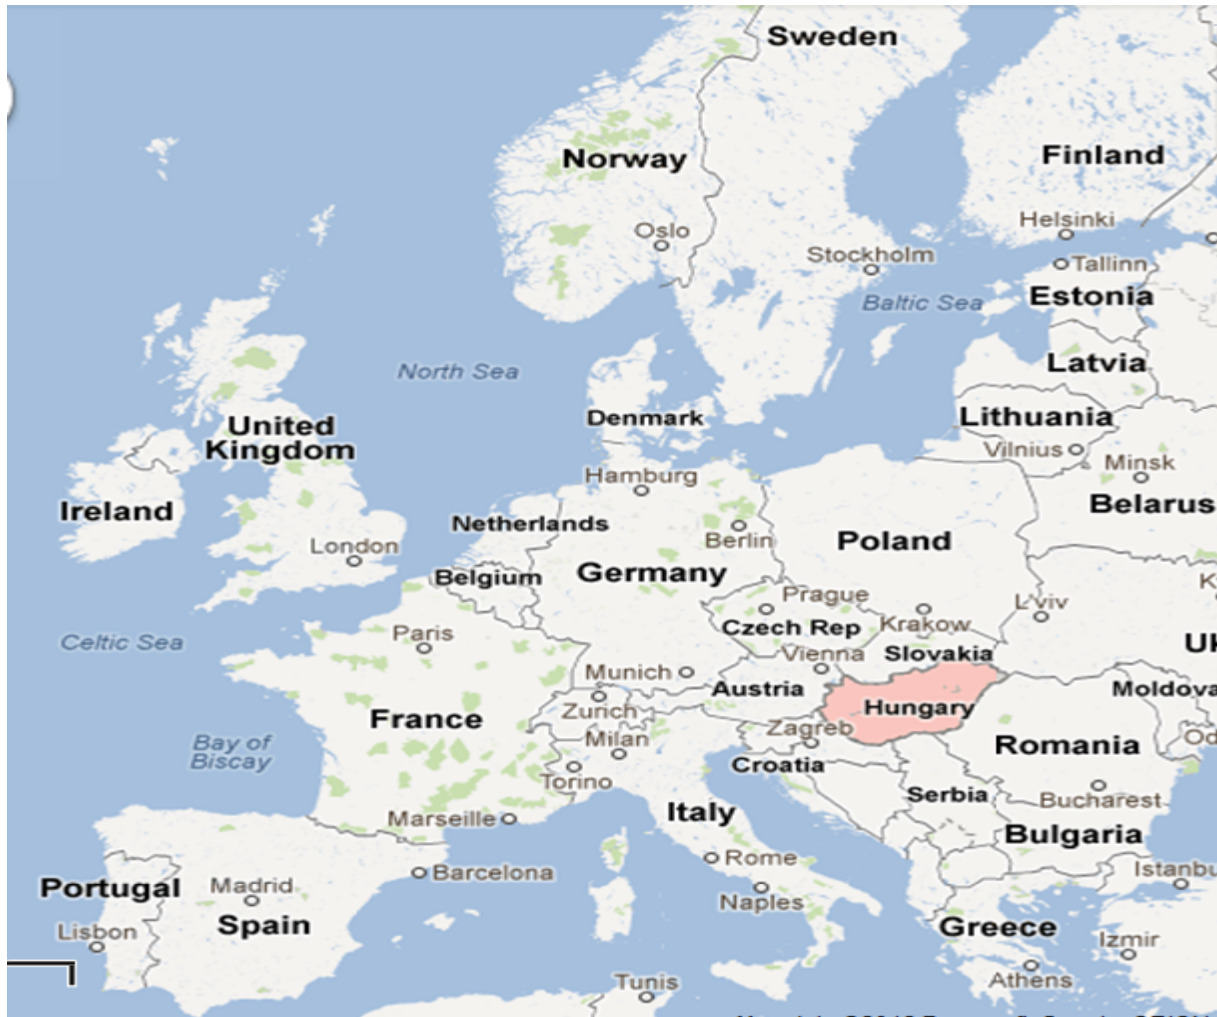 Sweden
Norway
Finland
Oslo
Helsinki
Stockholm
Tallinn
Baltic Sea
Estonia
North Sea
Latvia
Denmark
Lithuania
United
Kingdom
Vilnius
Minsk
Hamburg
Belarus
Ireland
Netherlands
London
Berlin
Poland
Belgium
Germany
Prague
L'viv
Czech Rep
Krakow
Celtic Sea
Paris
Vienna
Slovakia
Munich
Austria
Moldova
Hungary
Zurich
France
Zagreb
Milan
Romania
Bay of
Biscay
Croatia
Torino
Serbia
Bucharest
Marseille
Italy
Bulgaria
Rome
Barcelona
Istanbu
Portugal
Madrid
Naples
Spain
Greece
Lisbon
Izmir
Tunis
Athens